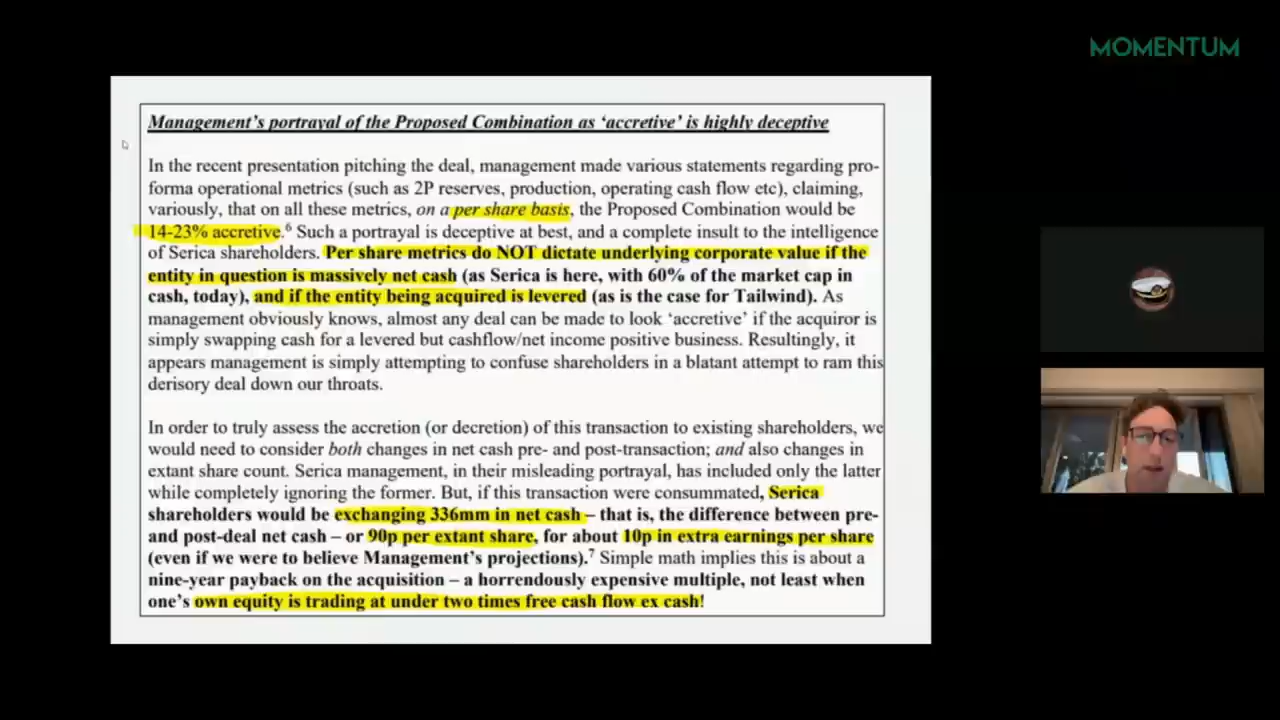 MOMENTUM
Management's portrayal of the Proposed Combination as 'accretive' is highly deceptive
In the recent presentation pitching the deal, management made various statements regarding pro-
forma operational metrics (such as 2P reserves, production, operating cash flow etc), claiming,
variously, that on all these metrics, on a per share basis, the Proposed Combination would be
14-23% accretive.⁶ Such a portrayal is deceptive at best, and a complete insult to the intelligence
of Serica shareholders. Per share metrics do NOT dictate underlying corporate value if the
entity in question is massively net cash (as Serica is here, with 60% of the market cap in
cash, today), and if the entity being acquired is levered (as is the case for Tailwind). As
management obviously knows, almost any deal can be made to look 'accretive' if the acquiror is
simply swapping cash for a levered but cashflow/net income positive business. Resultingly, it
appears management is simply attempting to confuse shareholders in a blatant attempt to ram this
derisory deal down our throats.
In order to truly assess the accretion (or decretion) of this transaction to existing shareholders, we
would need to consider both changes in net cash pre- and post-transaction; and also changes in
extant share count. Serica management, in their misleading portrayal, has included only the latter
while completely ignoring the former. But, if this transaction were consummated, Serica
shareholders would be exchanging 336mm in net cash – that is, the difference between pre-
and post-deal net cash – or 90p per extant share, for about 10p in extra earnings per share
(even if we were to believe Management's projections).⁷ Simple math implies this is about a
nine-year payback on the acquisition – a horrendously expensive multiple, not least when
one's own equity is trading at under two times free cash flow ex cash!